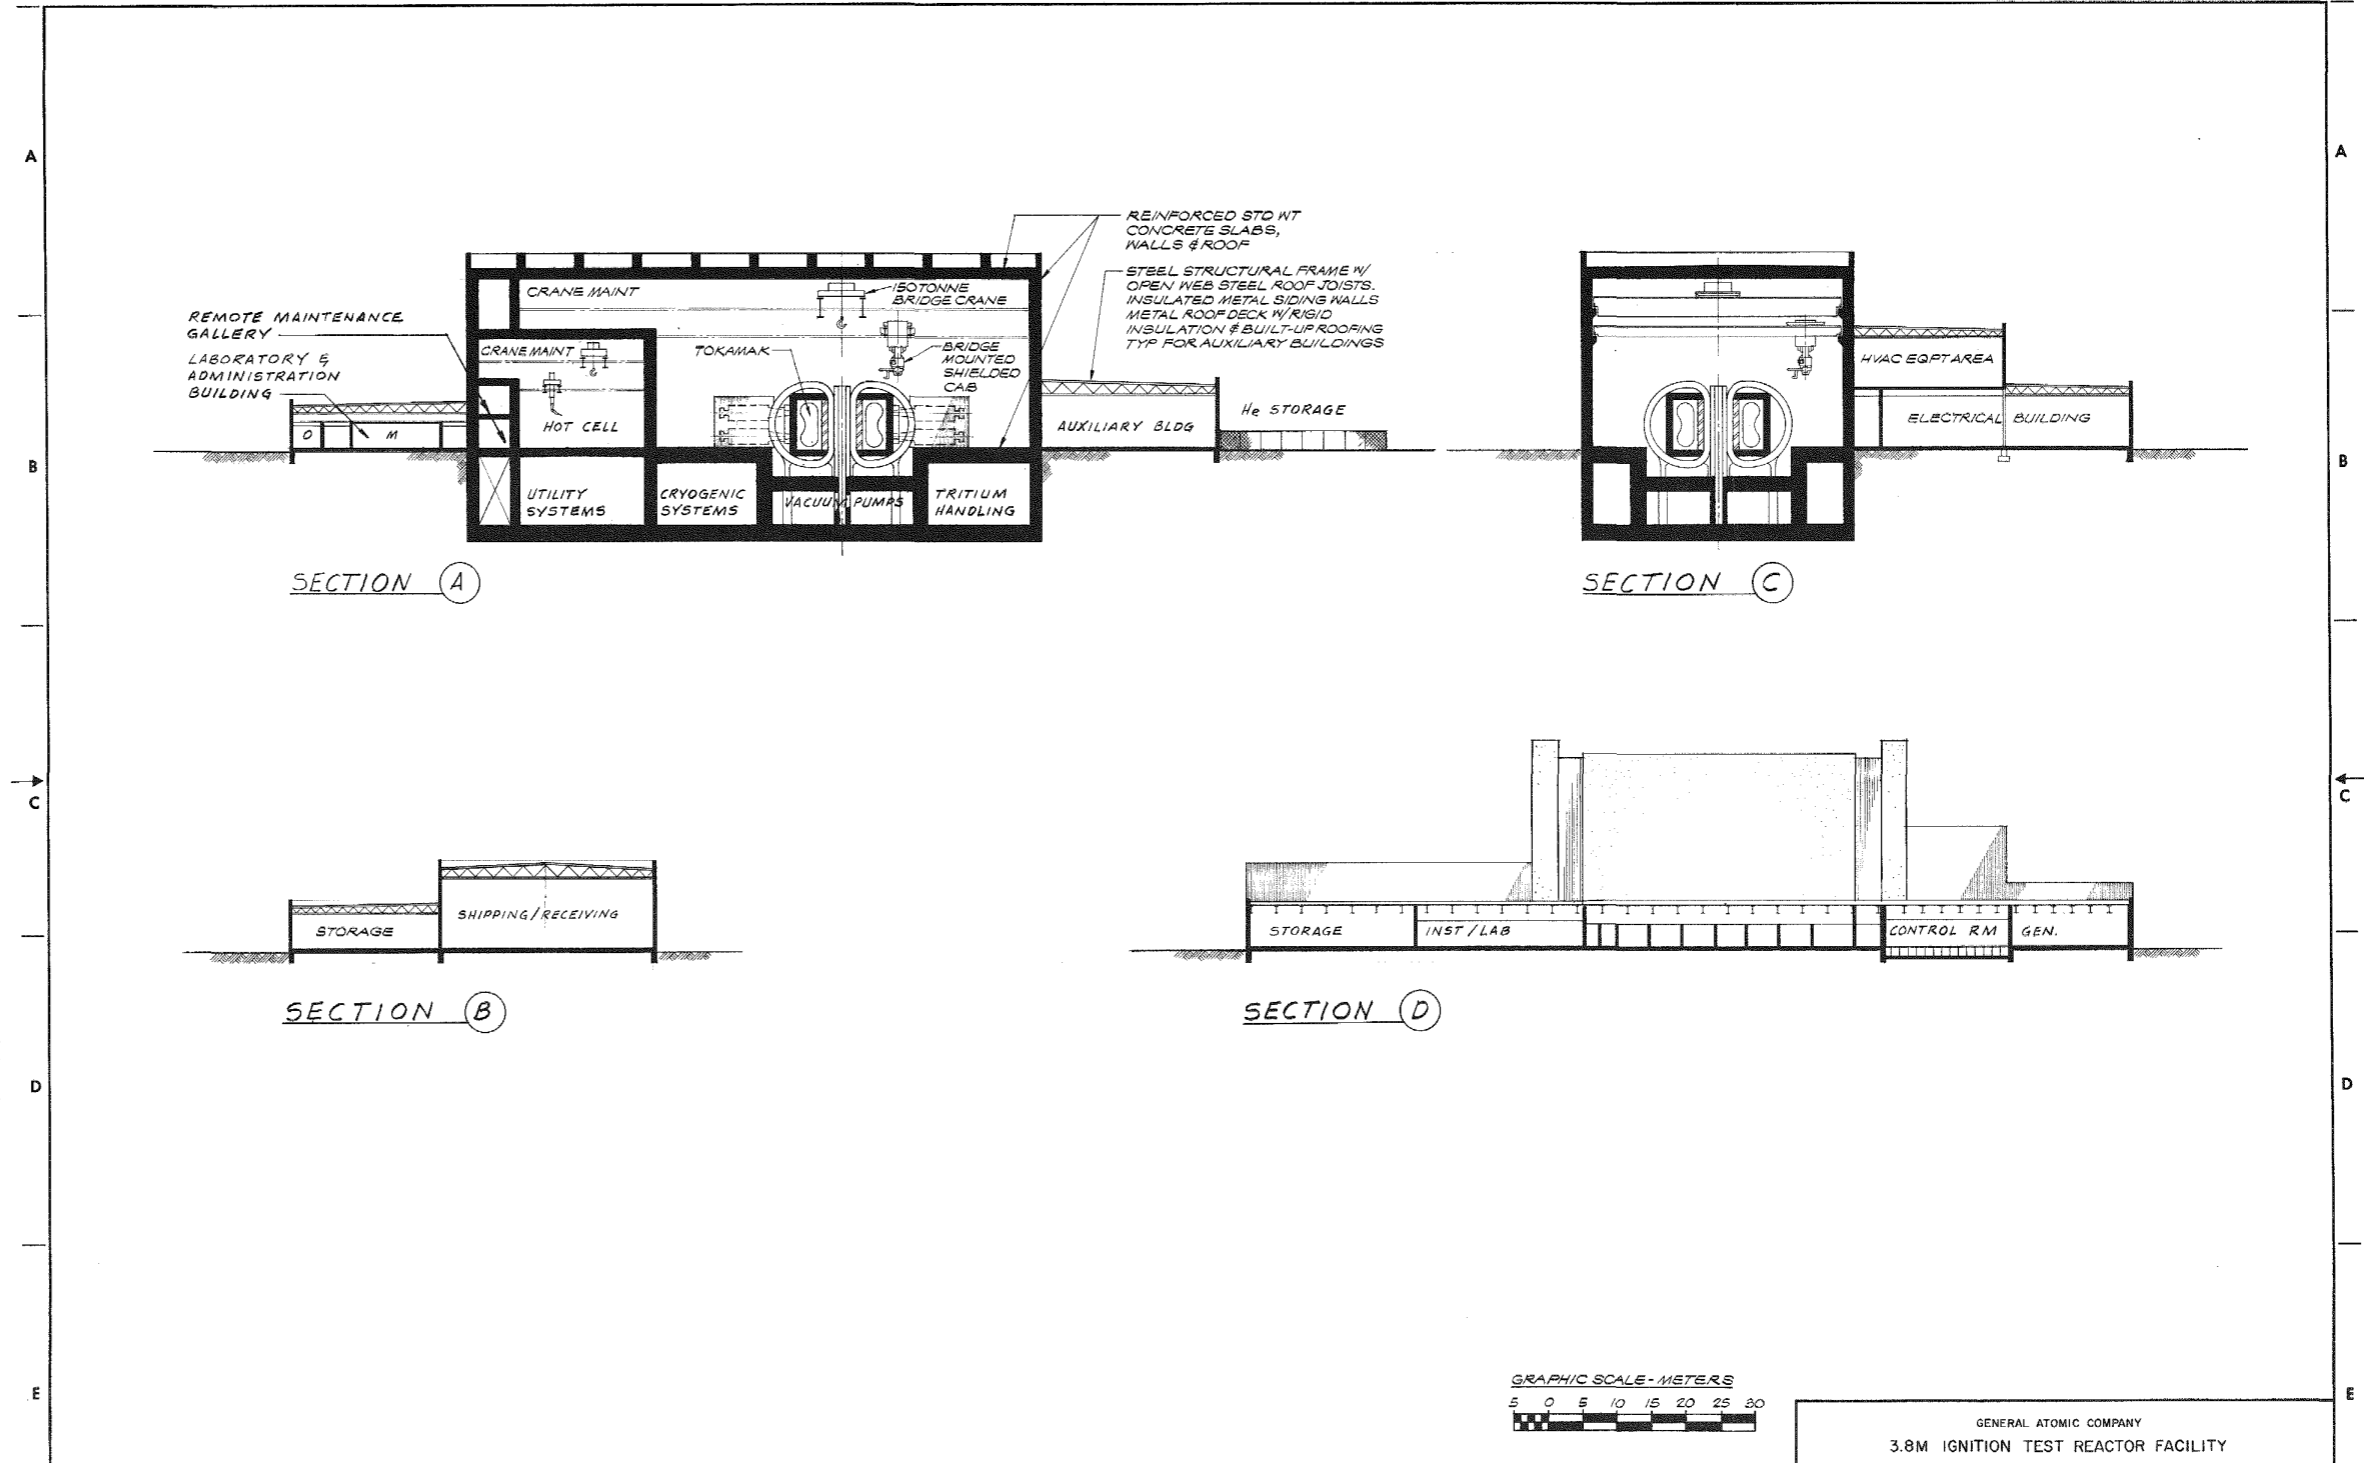 A
A
B
B
C
C
D
D
E
E
REINFORCED STD WT
CONCRETE SLABS,
WALLS & ROOF
STEEL STRUCTURAL FRAME W/
OPEN WEB STEEL ROOF JOISTS.
INSULATED METAL SIDING WALLS
METAL ROOF DECK W/RIGID
INSULATION & BUILT-UP ROOFING
TYP FOR AUXILIARY BUILDINGS
REMOTE MAINTENANCE
GALLERY
LABORATORY &
ADMINISTRATION
BUILDING
CRANE MAINT
150 TONNE
BRIDGE CRANE
CRANE MAINT
TOKAMAK
BRIDGE
MOUNTED
SHIELDED
CAB
O
M
HOT CELL
AUXILIARY BLDG
He STORAGE
UTILITY
SYSTEMS
CRYOGENIC
SYSTEMS
VACUUM PUMPS
TRITIUM
HANDLING
SECTION A
HVAC EQPT AREA
ELECTRICAL BUILDING
SECTION C
STORAGE
SHIPPING/RECEIVING
SECTION B
STORAGE
INST/LAB
CONTROL RM
GEN.
SECTION D
GRAPHIC SCALE-METERS
5 0 5 10 15 20 25 30
GENERAL ATOMIC COMPANY
3.8M IGNITION TEST REACTOR FACILITY